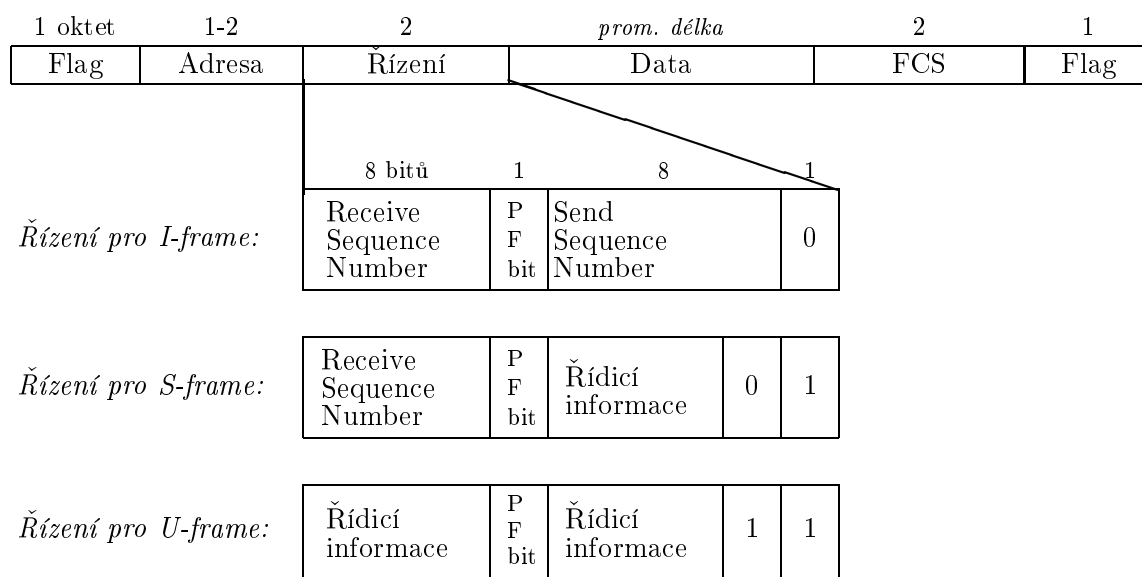 1 oktet 1-2 2 prom. délka 2 1
Flag Adresa Řízení Data FCS Flag
8 bitů 1 8 1
Řízení pro I-frame:
Receive
Sequence
Number
P
F
bit
Send
Sequence
Number
0
Řízení pro S-frame:
Receive
Sequence
Number
P
F
bit
Řídicí
informace
0
1
Řízení pro U-frame:
Řídicí
informace
P
F
bit
Řídicí
informace
1
1